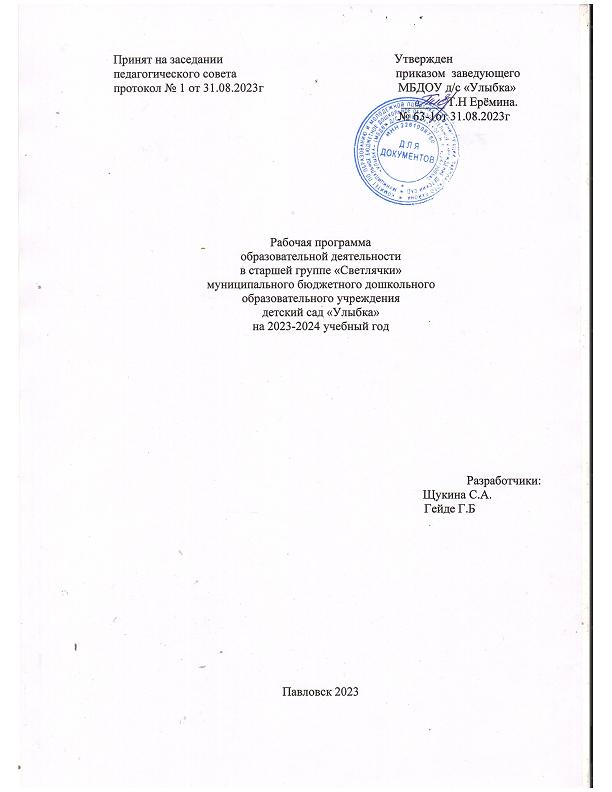 Принят на заседании
педагогического совета
протокол № 1 от 31.08.2023г
Утвержден
приказом заведующего
МБДОУ д/с «Улыбка»
Т.Н Ерёмина.
№ 63-1от 31.08.2023г
ДЛЯ
ДОКУМЕНТОВ
Рабочая программа
образовательной деятельности
в старшей группе «Светлячки»
муниципального бюджетного дошкольного
образовательного учреждения
детский сад «Улыбка»
на 2023-2024 учебный год
Разработчики:
Щукина С.А.
Гейде Г.Б
Павловск 2023